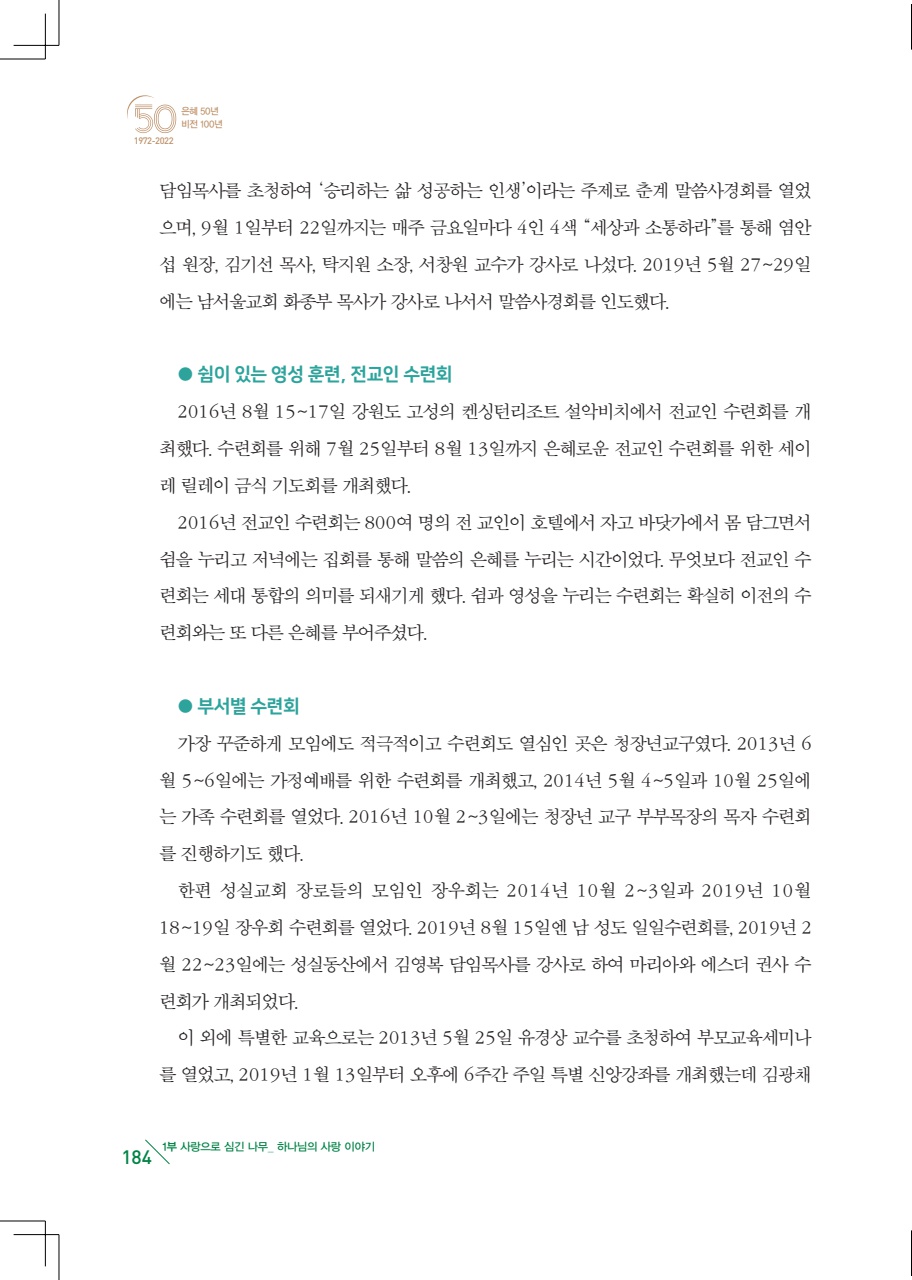 50
은혜 50년
비전 100년
1972-2022
담임목사를 초청하여 ‘승리하는 삶 성공하는 인생’이라는 주제로 춘계 말씀사경회를 열었
으며, 9월 1일부터 22일까지는 매주 금요일마다 4인 4색 “세상과 소통하라”를 통해 염안
섭 원장, 김기선 목사, 탁지원 소장, 서창원 교수가 강사로 나섰다. 2019년 5월 27~29일
에는 남서울교회 화종부 목사가 강사로 나서서 말씀사경회를 인도했다.
● 쉼이 있는 영성 훈련, 전교인 수련회
2016년 8월 15~17일 강원도 고성의 켄싱턴리조트 설악비치에서 전교인 수련회를 개
최했다. 수련회를 위해 7월 25일부터 8월 13일까지 은혜로운 전교인 수련회를 위한 세이
레 릴레이 금식 기도회를 개최했다.
2016년 전교인 수련회는 800여 명의 전 교인이 호텔에서 자고 바닷가에서 몸 담그면서
쉼을 누리고 저녁에는 집회를 통해 말씀의 은혜를 누리는 시간이었다. 무엇보다 전교인 수
련회는 세대 통합의 의미를 되새기게 했다. 쉼과 영성을 누리는 수련회는 확실히 이전의 수
련회와는 또 다른 은혜를 부어주셨다.
● 부서별 수련회
가장 꾸준하게 모임에도 적극적이고 수련회도 열심인 곳은 청장년교구였다. 2013년 6
월 5~6일에는 가정예배를 위한 수련회를 개최했고, 2014년 5월 4~5일과 10월 25일에
는 가족 수련회를 열었다. 2016년 10월 2~3일에는 청장년 교구 부부목장의 목자 수련회
를 진행하기도 했다.
한편 성실교회 장로들의 모임인 장우회는 2014년 10월 2~3일과 2019년 10월
18~19일 장우회 수련회를 열었다. 2019년 8월 15일엔 남 성도 일일수련회를, 2019년 2
월 22~23일에는 성실동산에서 김영복 담임목사를 강사로 하여 마리아와 에스더 권사 수
련회가 개최되었다.
이 외에 특별한 교육으로는 2013년 5월 25일 유경상 교수를 초청하여 부모교육세미나
를 열었고, 2019년 1월 13일부터 오후에 6주간 주일 특별 신앙강좌를 개최했는데 김광채
184 1부 사랑으로 심긴 나무_ 하나님의 사랑 이야기